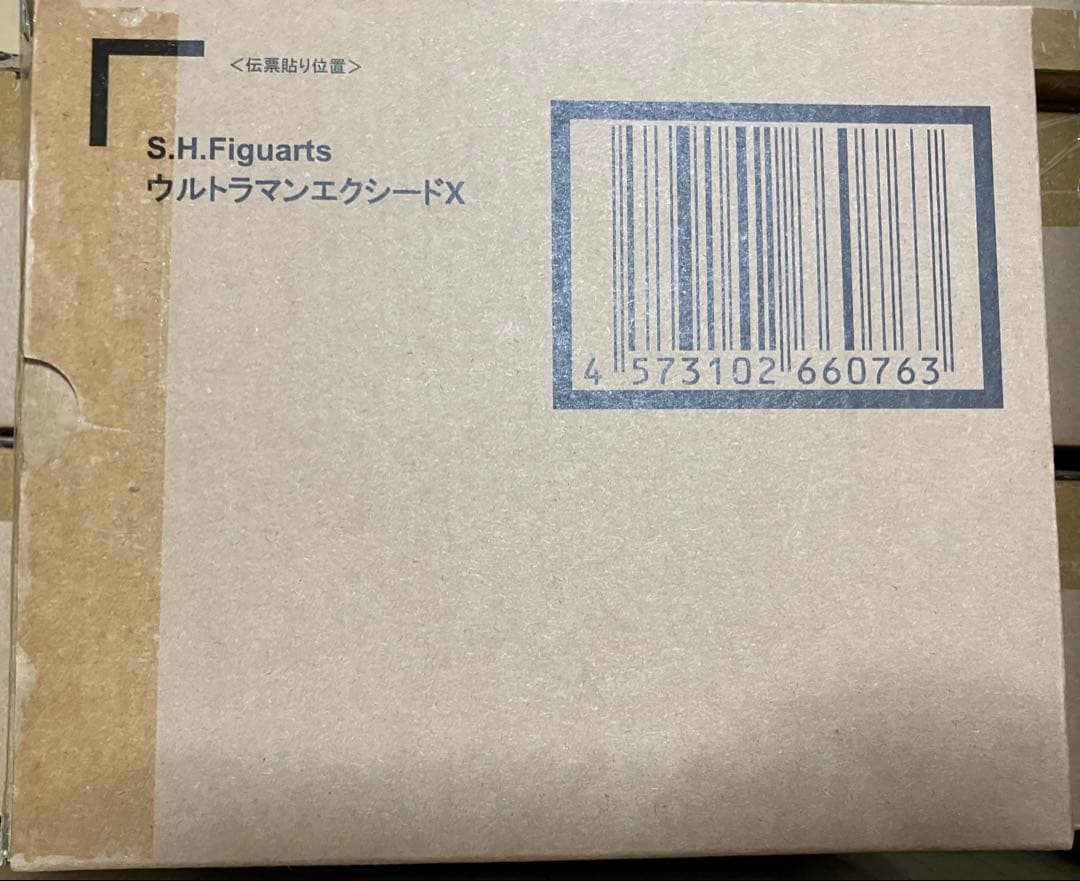 <伝票貼り位置>
S.H.Figuarts
ウルトラマンエクシードX
4 573102 660763